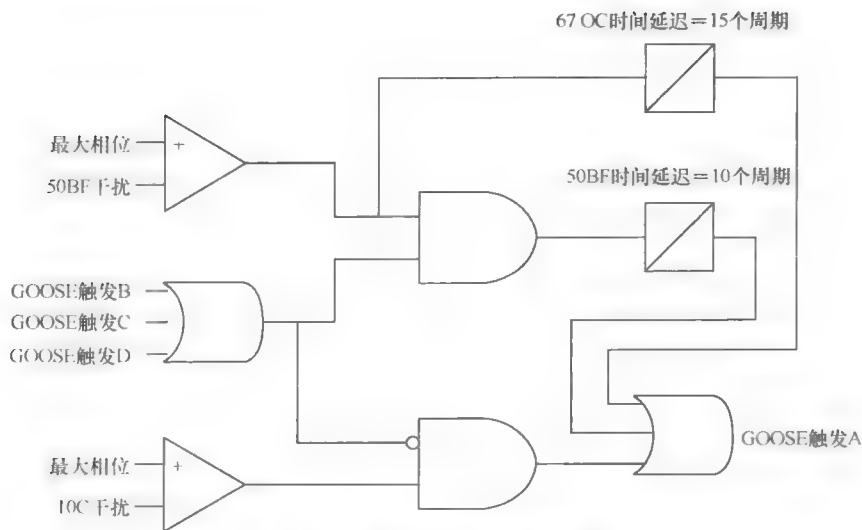 67 OC时间延迟=15个周期
最大相位
+
50BF干扰
50BF时间延迟=10个周期
GOOSE触发B
GOOSE触发C
GOOSE触发D
GOOSE触发A
最大相位
+
10C干扰